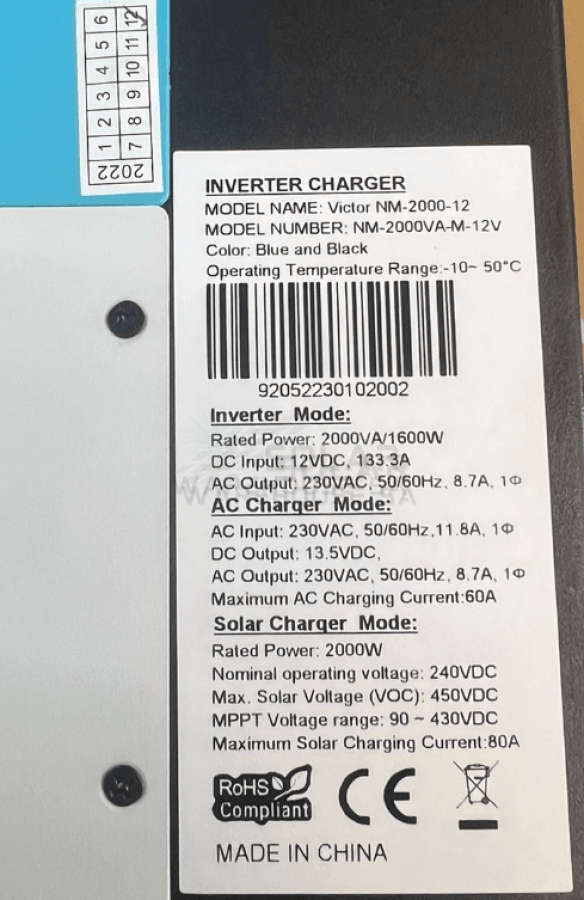 2022
1 2 3 4 5 6
7 8 9 10 11 12
INVERTER CHARGER
MODEL NAME: Victor NM-2000-12
MODEL NUMBER: NM-2000VA-M-12V
Color: Blue and Black
Operating Temperature Range:-10~ 50°C
92052230102002
Inverter Mode:
Rated Power: 2000VA/1600W
DC Input: 12VDC, 133.3A
AC Output: 230VAC, 50/60Hz, 8.7A, 1Φ
AC Charger Mode:
AC Input: 230VAC, 50/60Hz,11.8A, 1Φ
DC Output: 13.5VDC,
AC Output: 230VAC, 50/60Hz, 8.7A, 1Φ
Maximum AC Charging Current:60A
Solar Charger Mode:
Rated Power: 2000W
Nominal operating voltage: 240VDC
Max. Solar Voltage (VOC): 450VDC
MPPT Voltage range: 90 ~ 430VDC
Maximum Solar Charging Current:80A
RoHS
Compliant
CE
MADE IN CHINA